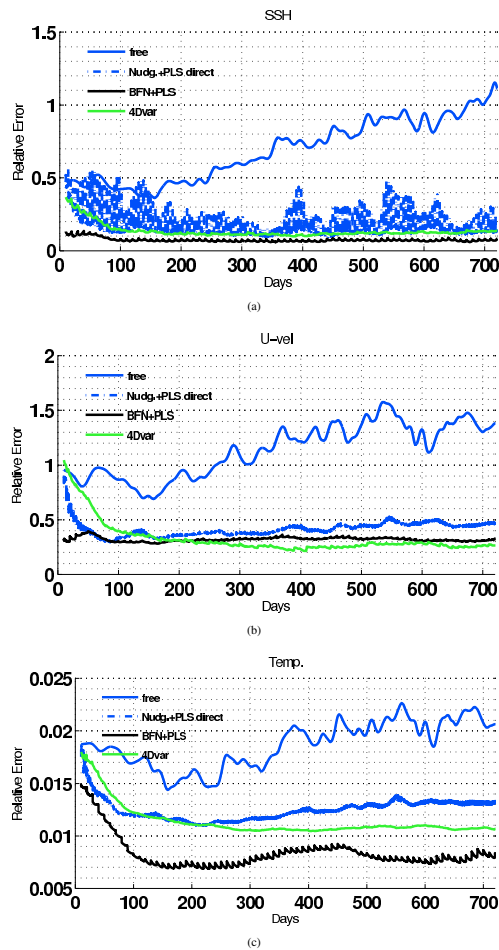 SSH
1.5
1
0.5
0
Relative Error
free
Nudg.+PLS direct
BFN+PLS
4Dvar
0 100 200 300 400 500 600 700
Days
(a)
U-vel
2
1.5
1
0.5
0
Relative Error
free
Nudg.+PLS direct
BFN+PLS
4Dvar
0 100 200 300 400 500 600 700
Days
(b)
Temp.
0.025
0.02
0.015
0.01
0.005
Relative Error
free
Nudg.+PLS direct
BFN+PLS
4Dvar
0 100 200 300 400 500 600 700
Days
(c)